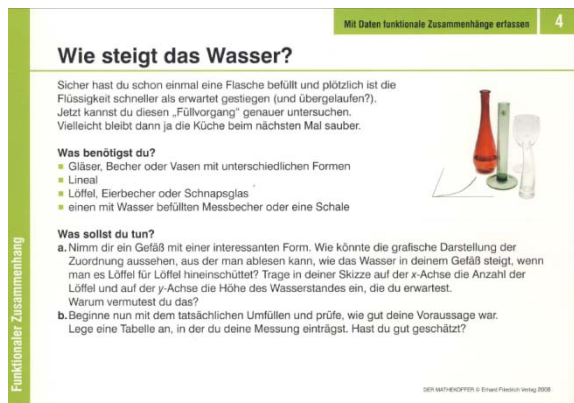 Mit Daten funktionale Zusammenhänge erfassen 4
Wie steigt das Wasser?
Sicher hast du schon einmal eine Flasche befüllt und plötzlich ist die
Flüssigkeit schneller als erwartet gestiegen (und übergelaufen?).
Jetzt kannst du diesen „Füllvorgang“ genauer untersuchen.
Vielleicht bleibt dann ja die Küche beim nächsten Mal sauber.
Was benötigst du?
Gläser, Becher oder Vasen mit unterschiedlichen Formen
Lineal
Löffel, Eierbecher oder Schnapsglas
einen mit Wasser befüllten Messbecher oder eine Schale
Was sollst du tun?
a. Nimm dir ein Gefäß mit einer interessanten Form. Wie könnte die grafische Darstellung der
Zuordnung aussehen, aus der man ablesen kann, wie das Wasser in deinem Gefäß steigt, wenn
man es Löffel für Löffel hineinschüttet? Trage in deiner Skizze auf der x-Achse die Anzahl der
Löffel und auf der y-Achse die Höhe des Wasserstandes ein, die du erwartest.
Warum vermutest du das?
b. Beginne nun mit dem tatsächlichen Umfüllen und prüfe, wie gut deine Voraussage war.
Lege eine Tabelle an, in der du deine Messung einträgst. Hast du gut geschätzt?
Funktionaler Zusammenhang
DER MATHEKOFFER © Erhard Friedrich Verlag 2008